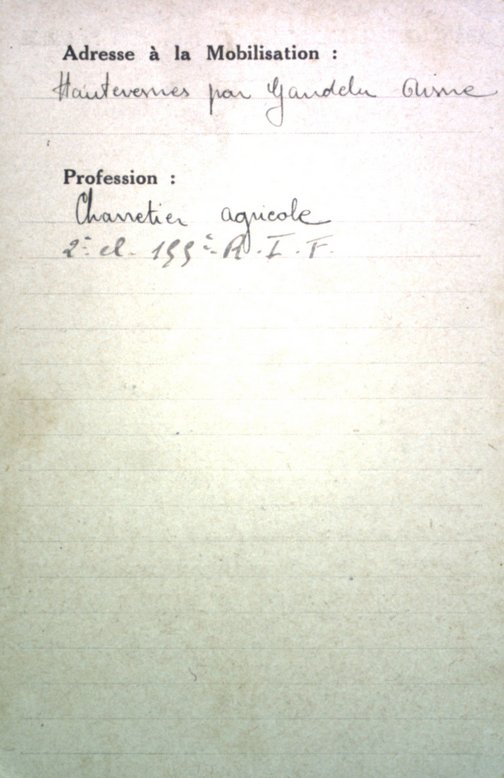 Adresse à la Mobilisation :
Hautevesnes par Gandelu Aisne
Profession :
Charretier agricole
2e cl. 155e R. I. F.